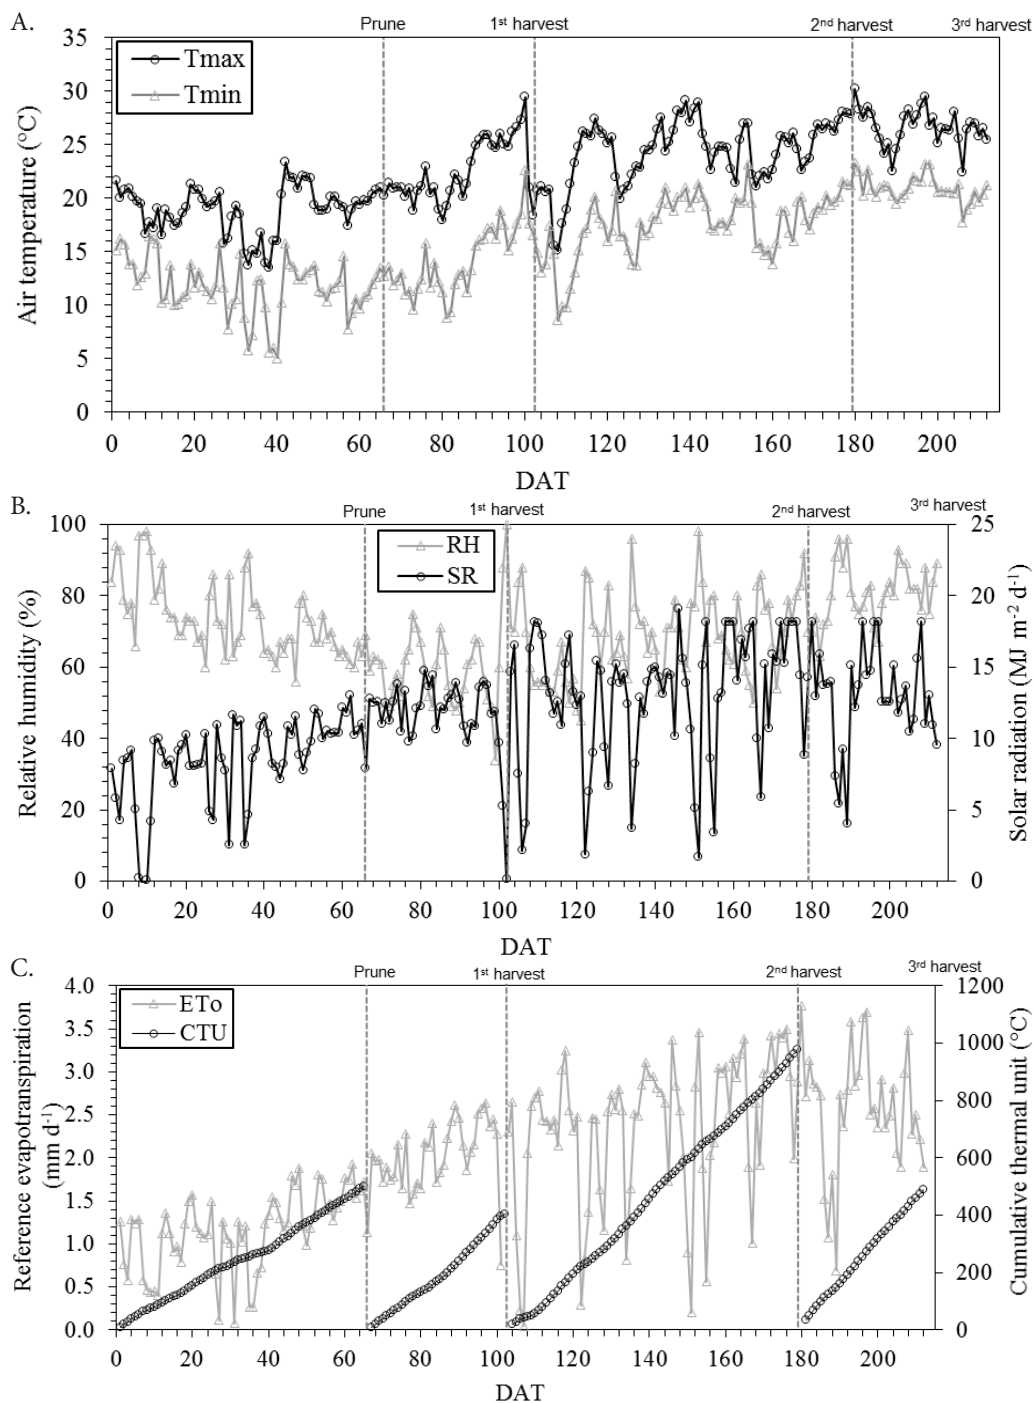 A.
Prune 1st harvest 2nd harvest 3rd harvest
35
30
25
20
15
10
5
0
Air temperature (°C)
Tmax
Tmin
0 20 40 60 80 100 120 140 160 180 200
DAT
B.
Prune 1st harvest 2nd harvest 3rd harvest
100
80
60
40
20
0
Relative humidity (%)
RH
SR
25
20
15
10
5
0
Solar radiation (MJ m-2 d-1)
0 20 40 60 80 100 120 140 160 180 200
DAT
C.
Prune 1st harvest 2nd harvest 3rd harvest
4.0
3.5
3.0
2.5
2.0
1.5
1.0
0.5
0.0
Reference evapotranspiration
(mm d-1)
ETo
CTU
1200
1000
800
600
400
200
0
Cumulative thermal unit (°C)
0 20 40 60 80 100 120 140 160 180 200
DAT